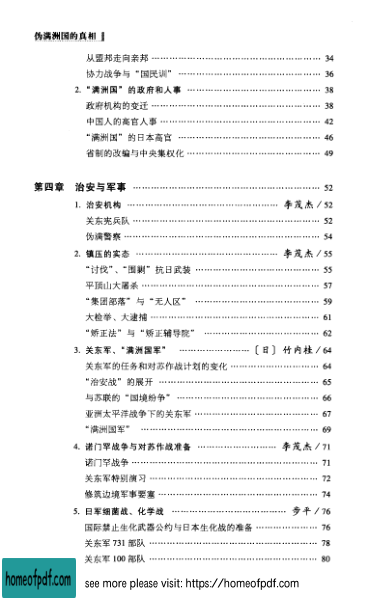 伪满洲国的真相
从盟邦走向亲邦 …… 34
协力战争与“国民训” …… 36
2. “满洲国”的政府和人事 …… 38
政府机构的变迁 …… 38
中国人的高官人事 …… 42
“满洲国”的日本高官 …… 46
省制的改编与中央集权化 …… 49
第四章 治安与军事 …… 52
1. 治安机构 …… 李茂杰 / 52
关东宪兵队 …… 52
伪满警察 …… 54
2. 镇压的实态 …… 李茂杰 / 55
“讨伐”、“围剿”抗日武装 …… 55
平顶山大屠杀 …… 57
“集团部落”与“无人区” …… 59
大检举、大逮捕 …… 61
“矫正法”与“矫正辅导院” …… 62
3. 关东军、“满洲国军” …… 〔日〕竹内桂 / 64
关东军的任务和对苏作战计划的变化 …… 64
“治安战”的展开 …… 65
与苏联的“国境纷争” …… 66
亚洲太平洋战争下的关东军 …… 67
“满洲国军” …… 69
4. 诺门罕战争与对苏作战准备 …… 李茂杰 / 71
诺门罕战争 …… 71
关东军特别演习 …… 72
修筑边境军事要塞 …… 74
5. 日军细菌战、化学战 …… 步平 / 76
国际禁止生化武器公约与日本生化战的准备 …… 76
关东军 731 部队 …… 78
关东军 100 部队 …… 80
homeofpdf.com see more please visit: https://homeofpdf.com